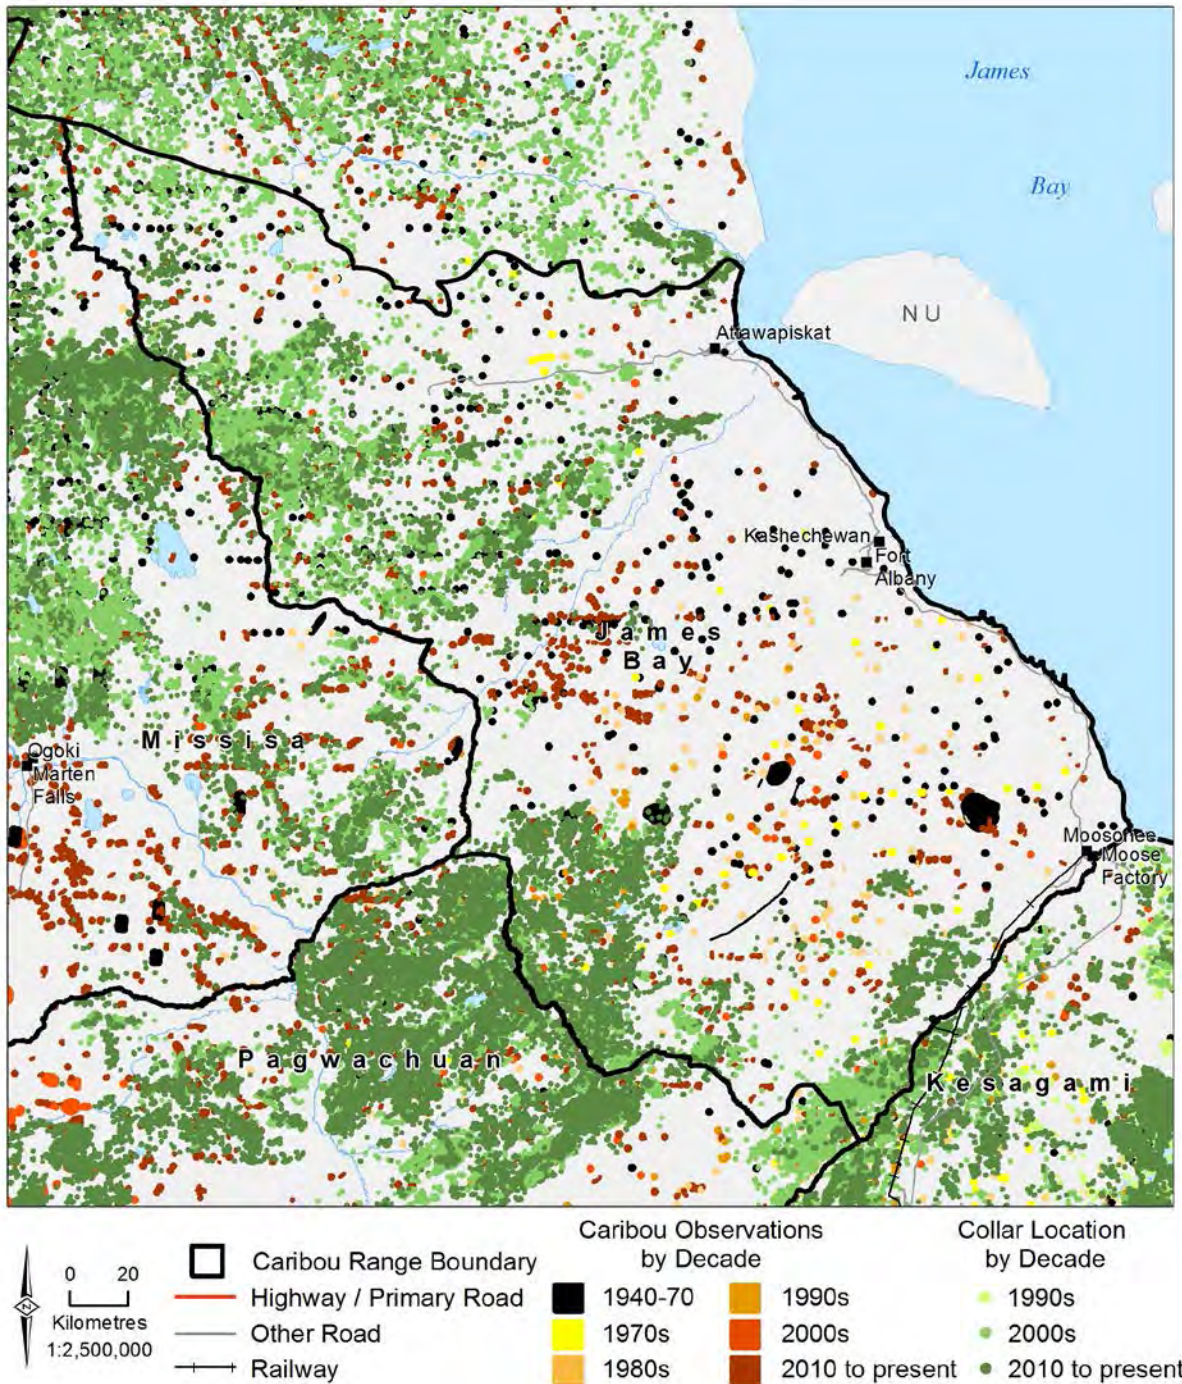 James
Bay
NU
Attawapiskat
Kashechewan
Fort
Albany
James
Bay
Missisa
Ogoki
Marten
Falls
Moosonee
Moose
Factory
Pagwachuan
Kesagami
Caribou Observations
by Decade
Collar Location
by Decade
N
0 20
Kilometres
1:2,500,000
Caribou Range Boundary
Highway / Primary Road
Other Road
Railway
1940-70
1970s
1980s
1990s
2000s
2010 to present
1990s
2000s
2010 to present